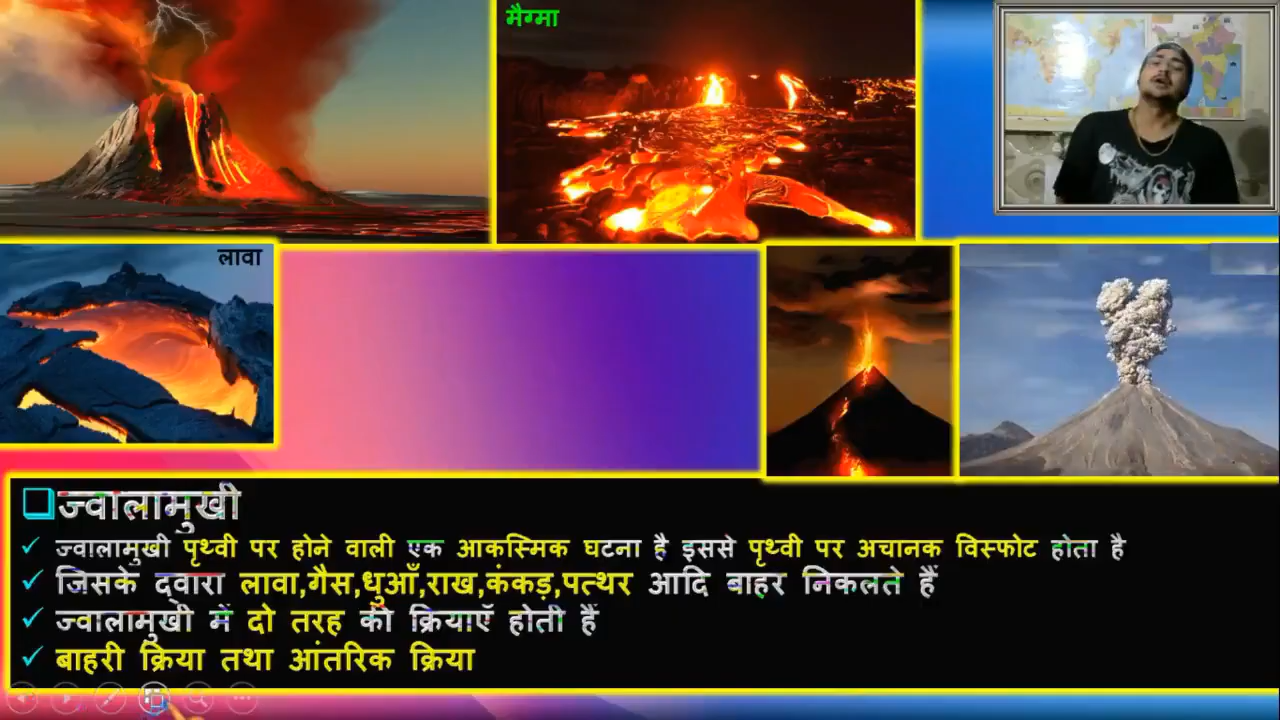 मैग्मा
लावा
ज्वालामुखी
ज्वालामुखी पृथ्वी पर होने वाली एक आकस्मिक घटना है इससे पृथ्वी पर अचानक विस्फोट होता है
जिसके द्वारा लावा,गैस,धुआँ,राख,कंकड़,पत्थर आदि बाहर निकलते हैं
ज्वालामुखी में दो तरह की क्रियाएँ होती हैं
बाहरी क्रिया तथा आंतरिक क्रिया